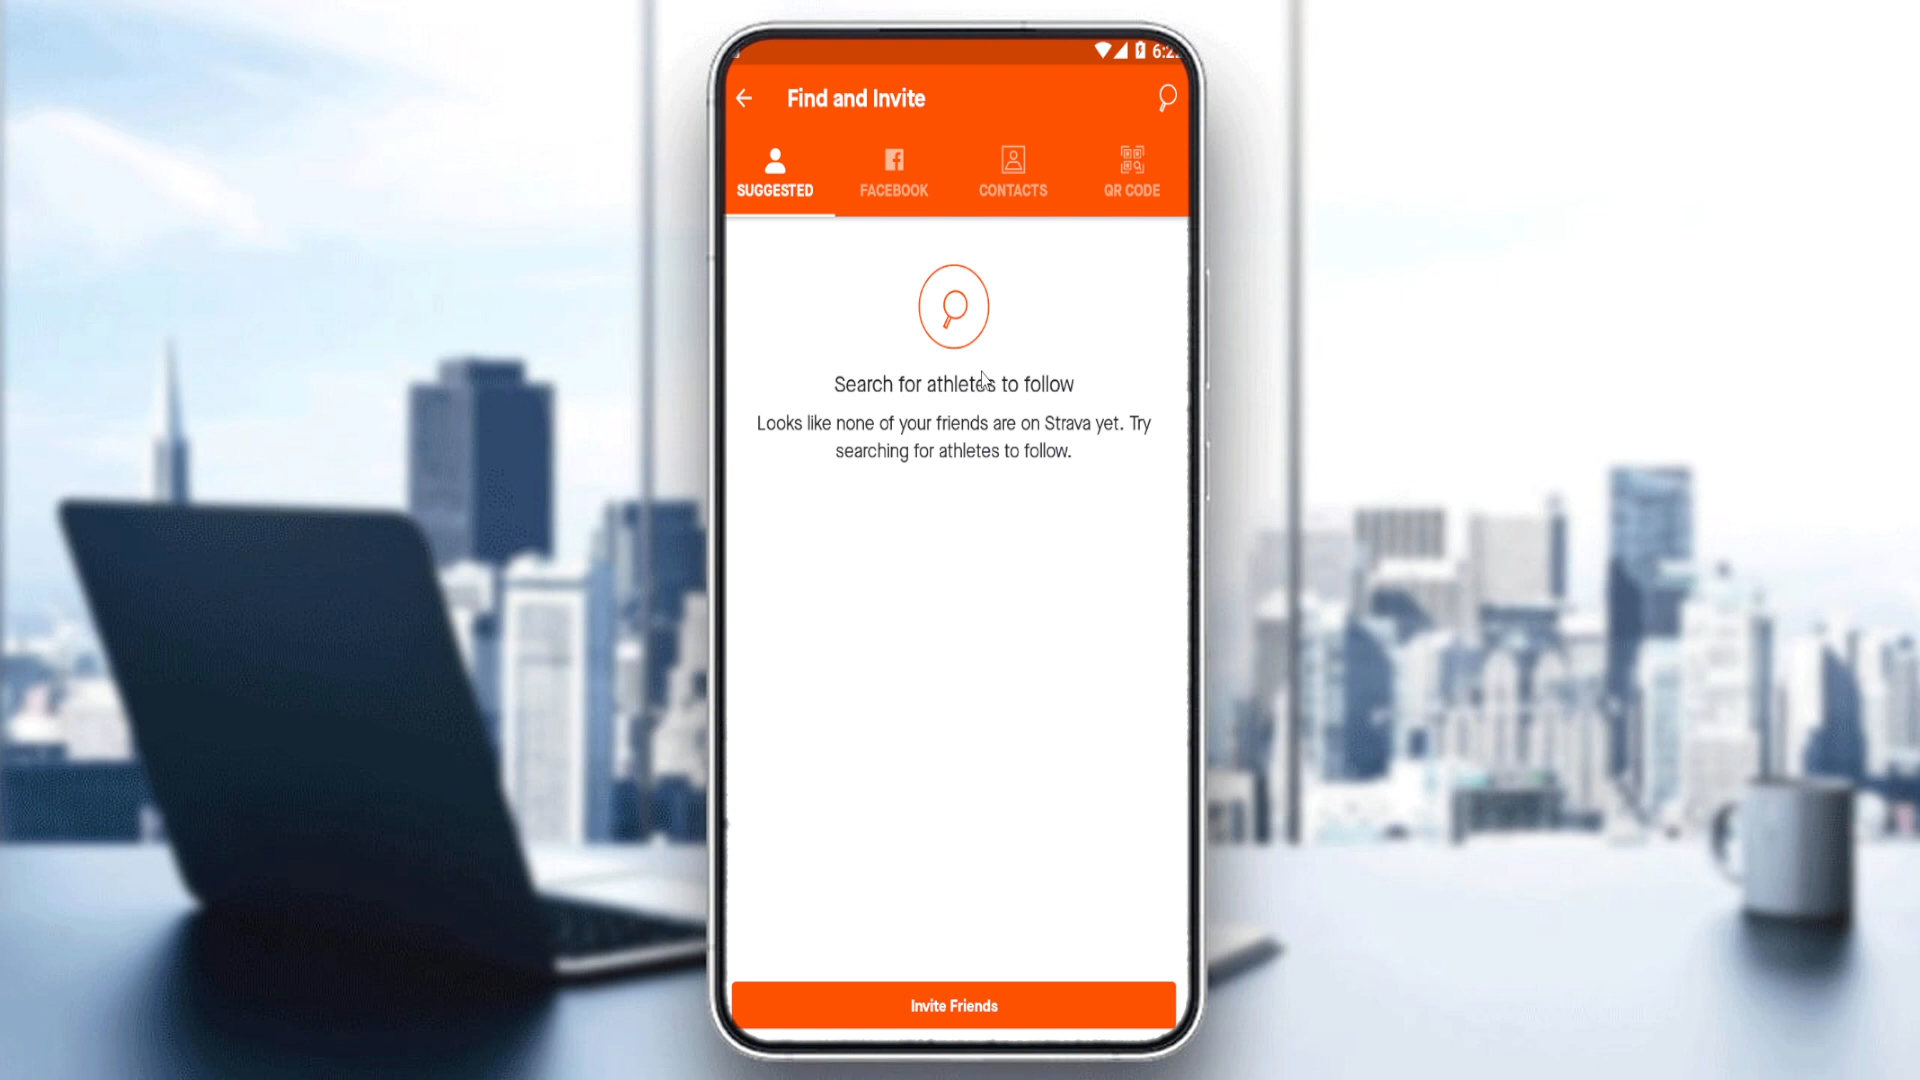 Find and Invite
SUGGESTED
FACEBOOK
CONTACTS
QR CODE
Search for athletes to follow
Looks like none of your friends are on Strava yet. Try
searching for athletes to follow.
Invite Friends